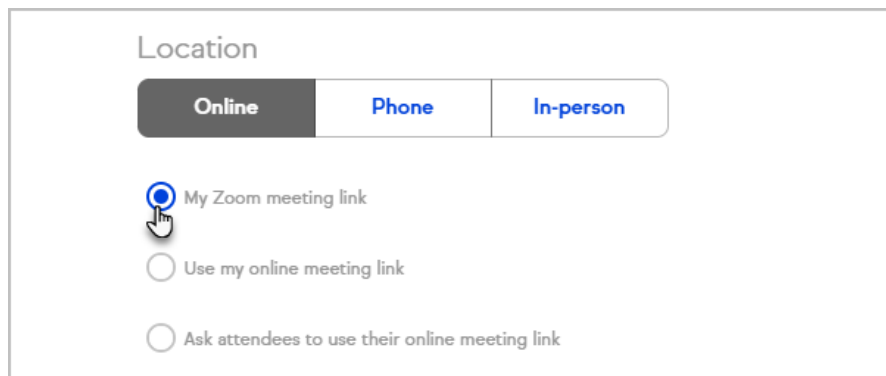 Location
Online Phone In-person
My Zoom meeting link
Use my online meeting link
Ask attendees to use their online meeting link